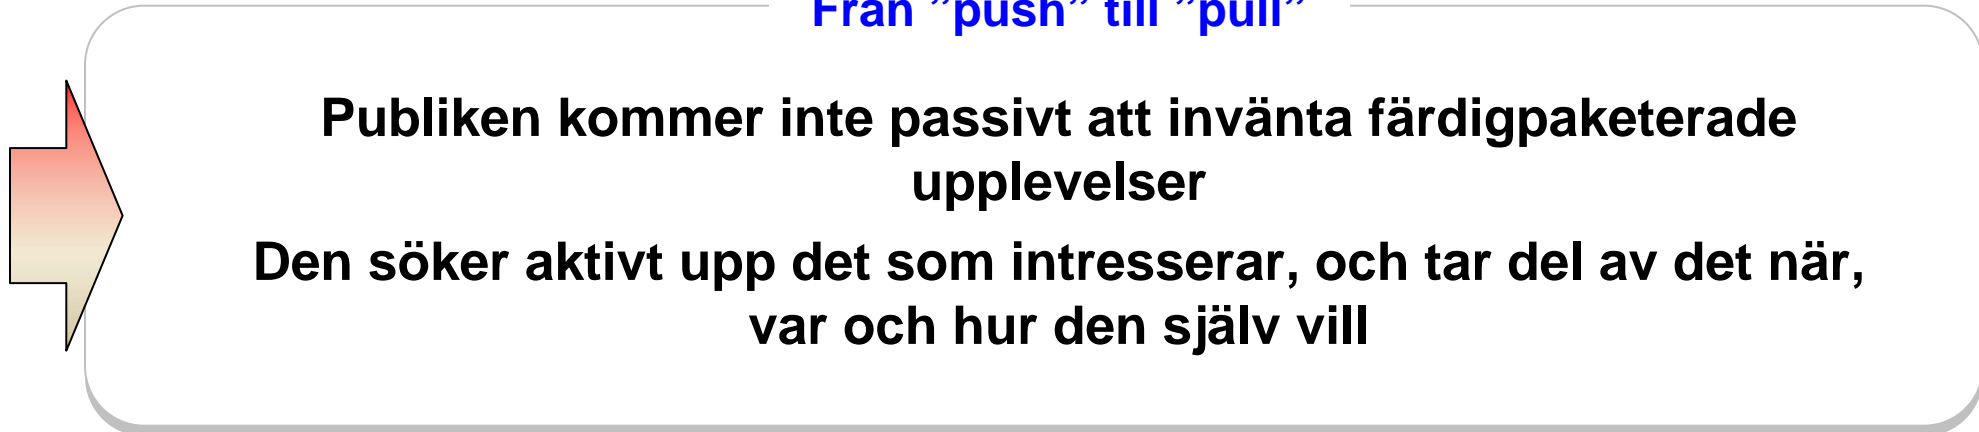 Från ”push” till ”pull”
Publiken kommer inte passivt att invänta färdigpaketerade
upplevelser
Den söker aktivt upp det som intresserar, och tar del av det när,
var och hur den själv vill